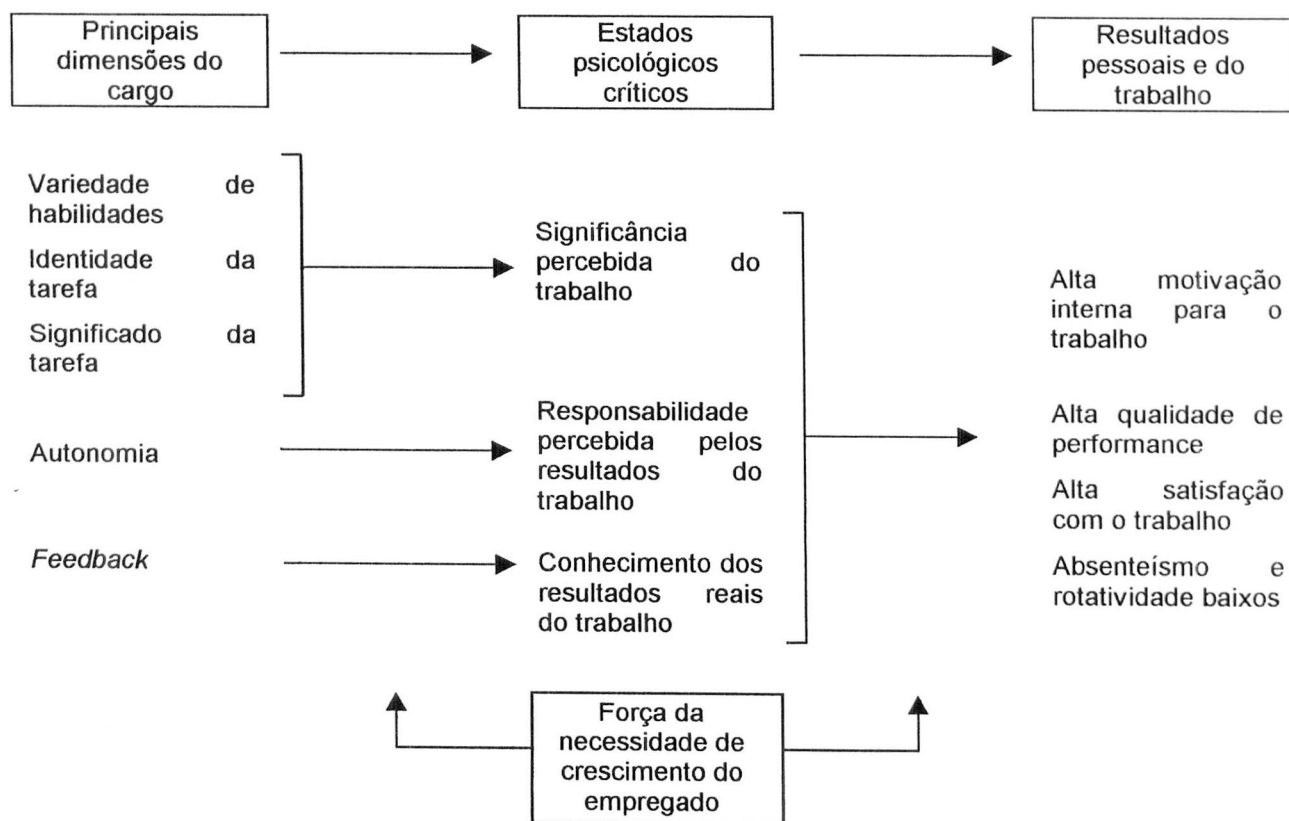 Principais
dimensões do
cargo
Estados
psicológicos
críticos
Resultados
pessoais e do
trabalho
Variedade de
habilidades
Identidade da
tarefa
Significado da
tarefa
Autonomia
Feedback
Significância
percebida do
trabalho
Responsabilidade
percebida pelos
resultados do
trabalho
Conhecimento dos
resultados reais
do trabalho
Alta motivação
interna para o
trabalho
Alta qualidade de
performance
Alta satisfação
com o trabalho
Absenteísmo e
rotatividade baixos
Força da
necessidade de
crescimento do
empregado